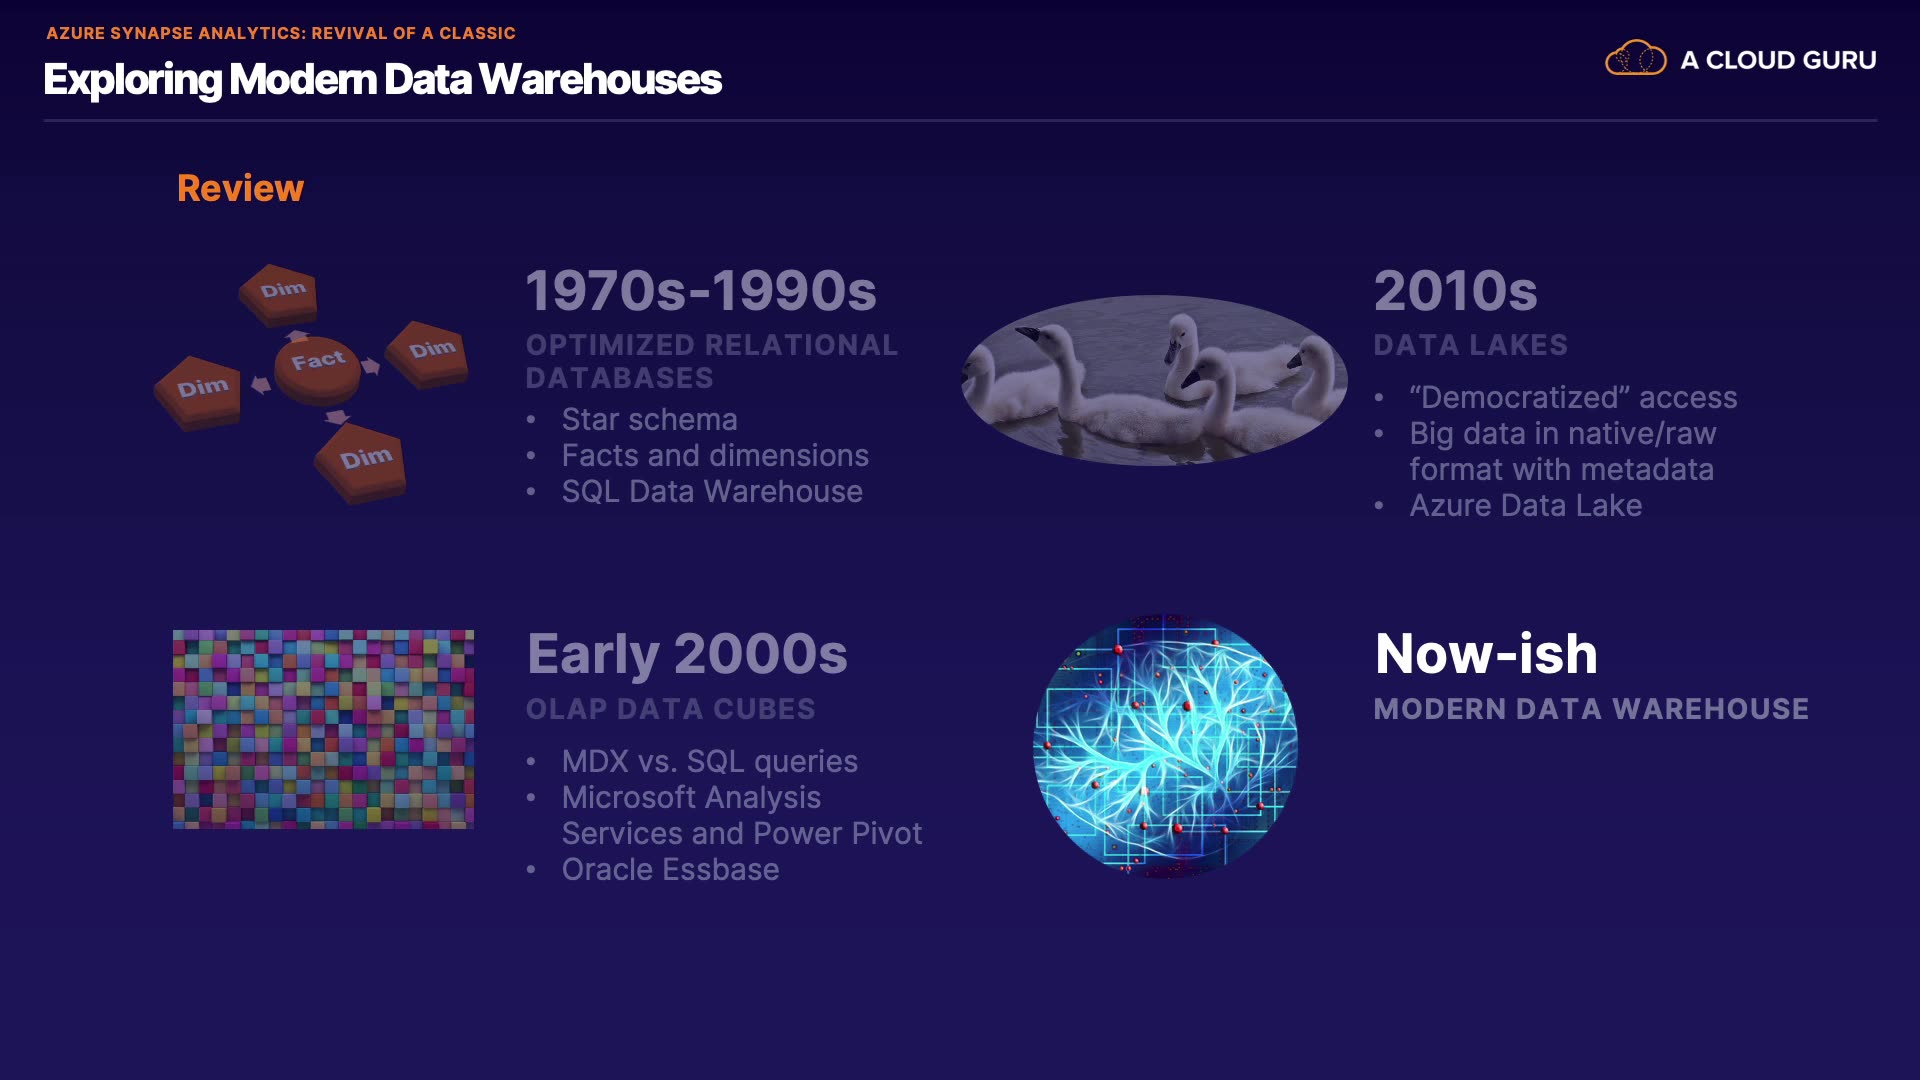 AZURE SYNAPSE ANALYTICS: REVIVAL OF A CLASSIC
Exploring Modern Data Warehouses
A CLOUD GURU
Review
Dim
Dim
Fact
Dim
Dim
1970s-1990s
OPTIMIZED RELATIONAL
DATABASES
• Star schema
• Facts and dimensions
• SQL Data Warehouse
2010s
DATA LAKES
• “Democratized” access
• Big data in native/raw
format with metadata
• Azure Data Lake
Early 2000s
OLAP DATA CUBES
• MDX vs. SQL queries
• Microsoft Analysis
Services and Power Pivot
• Oracle Essbase
Now-ish
MODERN DATA WAREHOUSE